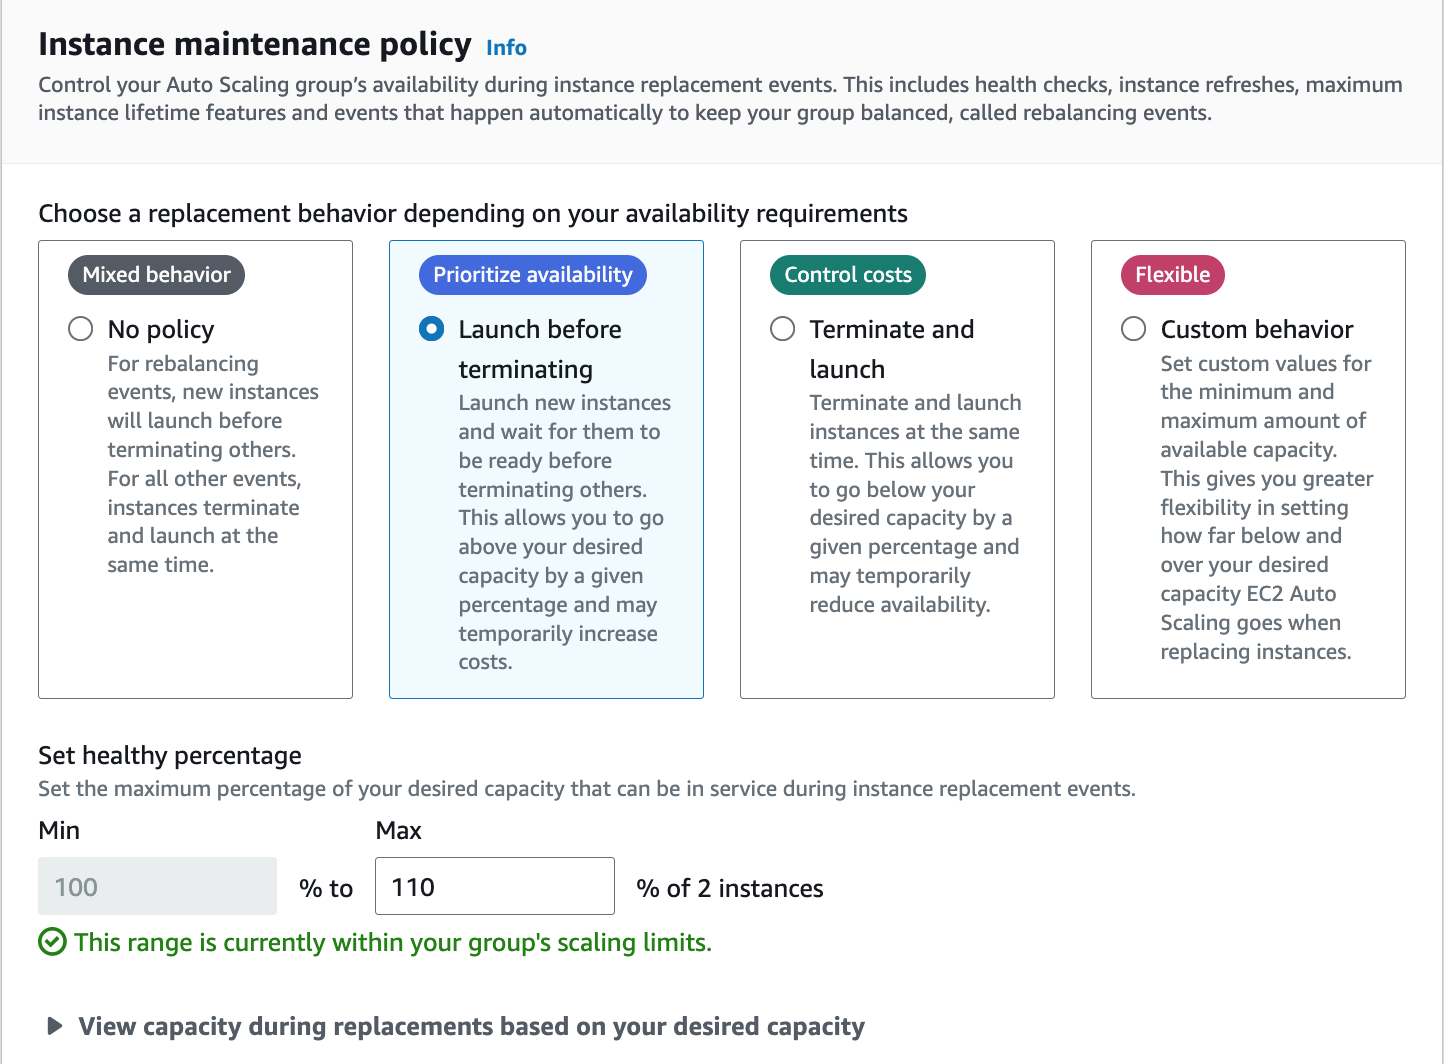 Instance maintenance policy Info
Control your Auto Scaling group’s availability during instance replacement events. This includes health checks, instance refreshes, maximum
instance lifetime features and events that happen automatically to keep your group balanced, called rebalancing events.
Choose a replacement behavior depending on your availability requirements
Mixed behavior
No policy
For rebalancing
events, new instances
will launch before
terminating others.
For all other events,
instances terminate
and launch at the
same time.
Prioritize availability
Launch before
terminating
Launch new instances
and wait for them to
be ready before
terminating others.
This allows you to go
above your desired
capacity by a given
percentage and may
temporarily increase
costs.
Control costs
Terminate and
launch
Terminate and launch
instances at the same
time. This allows you
to go below your
desired capacity by a
given percentage and
may temporarily
reduce availability.
Flexible
Custom behavior
Set custom values for
the minimum and
maximum amount of
available capacity.
This gives you greater
flexibility in setting
how far below and
over your desired
capacity EC2 Auto
Scaling goes when
replacing instances.
Set healthy percentage
Set the maximum percentage of your desired capacity that can be in service during instance replacement events.
Min Max
100 % to 110 % of 2 instances
This range is currently within your group's scaling limits.
View capacity during replacements based on your desired capacity